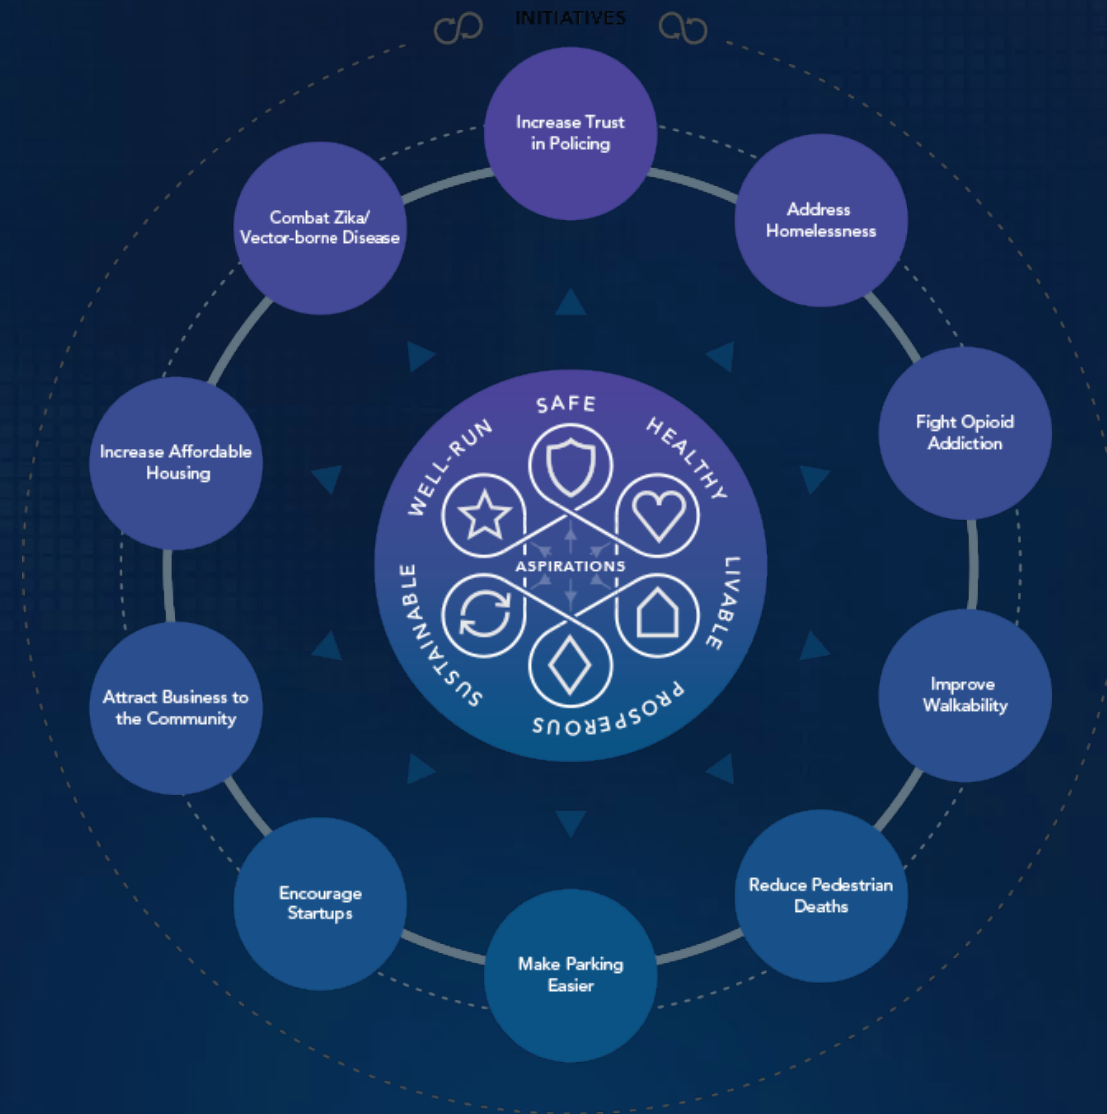 INITIATIVES
Increase Trust
in Policing
Address
Homelessness
Fight Opioid
Addiction
Improve
Walkability
Reduce Pedestrian
Deaths
Make Parking
Easier
Encourage
Startups
Attract Business to
the Community
Increase Affordable
Housing
Combat Zika/
Vector-borne Disease
SAFE
HEALTHY
LIVABLE
PROSPEROUS
SUSTAINABLE
WELL-RUN
ASPIRATIONS